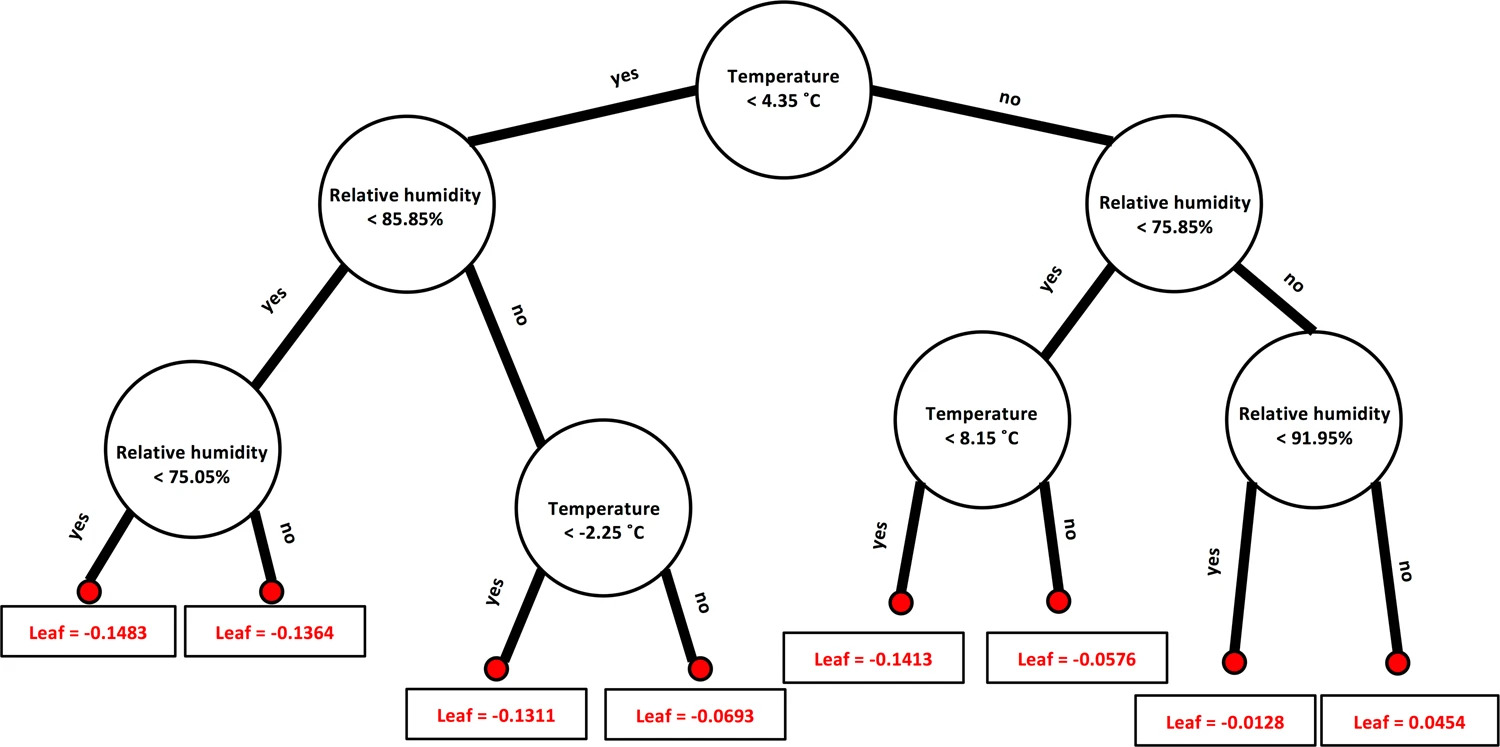 Temperature
< 4.35 ˚C
yes
no
Relative humidity
< 85.85%
Relative humidity
< 75.85%
yes
no
yes
no
Relative humidity
< 75.05%
Temperature
< -2.25 ˚C
Temperature
< 8.15 ˚C
Relative humidity
< 91.95%
yes
no
yes
no
yes
no
yes
no
Leaf = -0.1483
Leaf = -0.1364
Leaf = -0.1311
Leaf = -0.0693
Leaf = -0.1413
Leaf = -0.0576
Leaf = -0.0128
Leaf = 0.0454